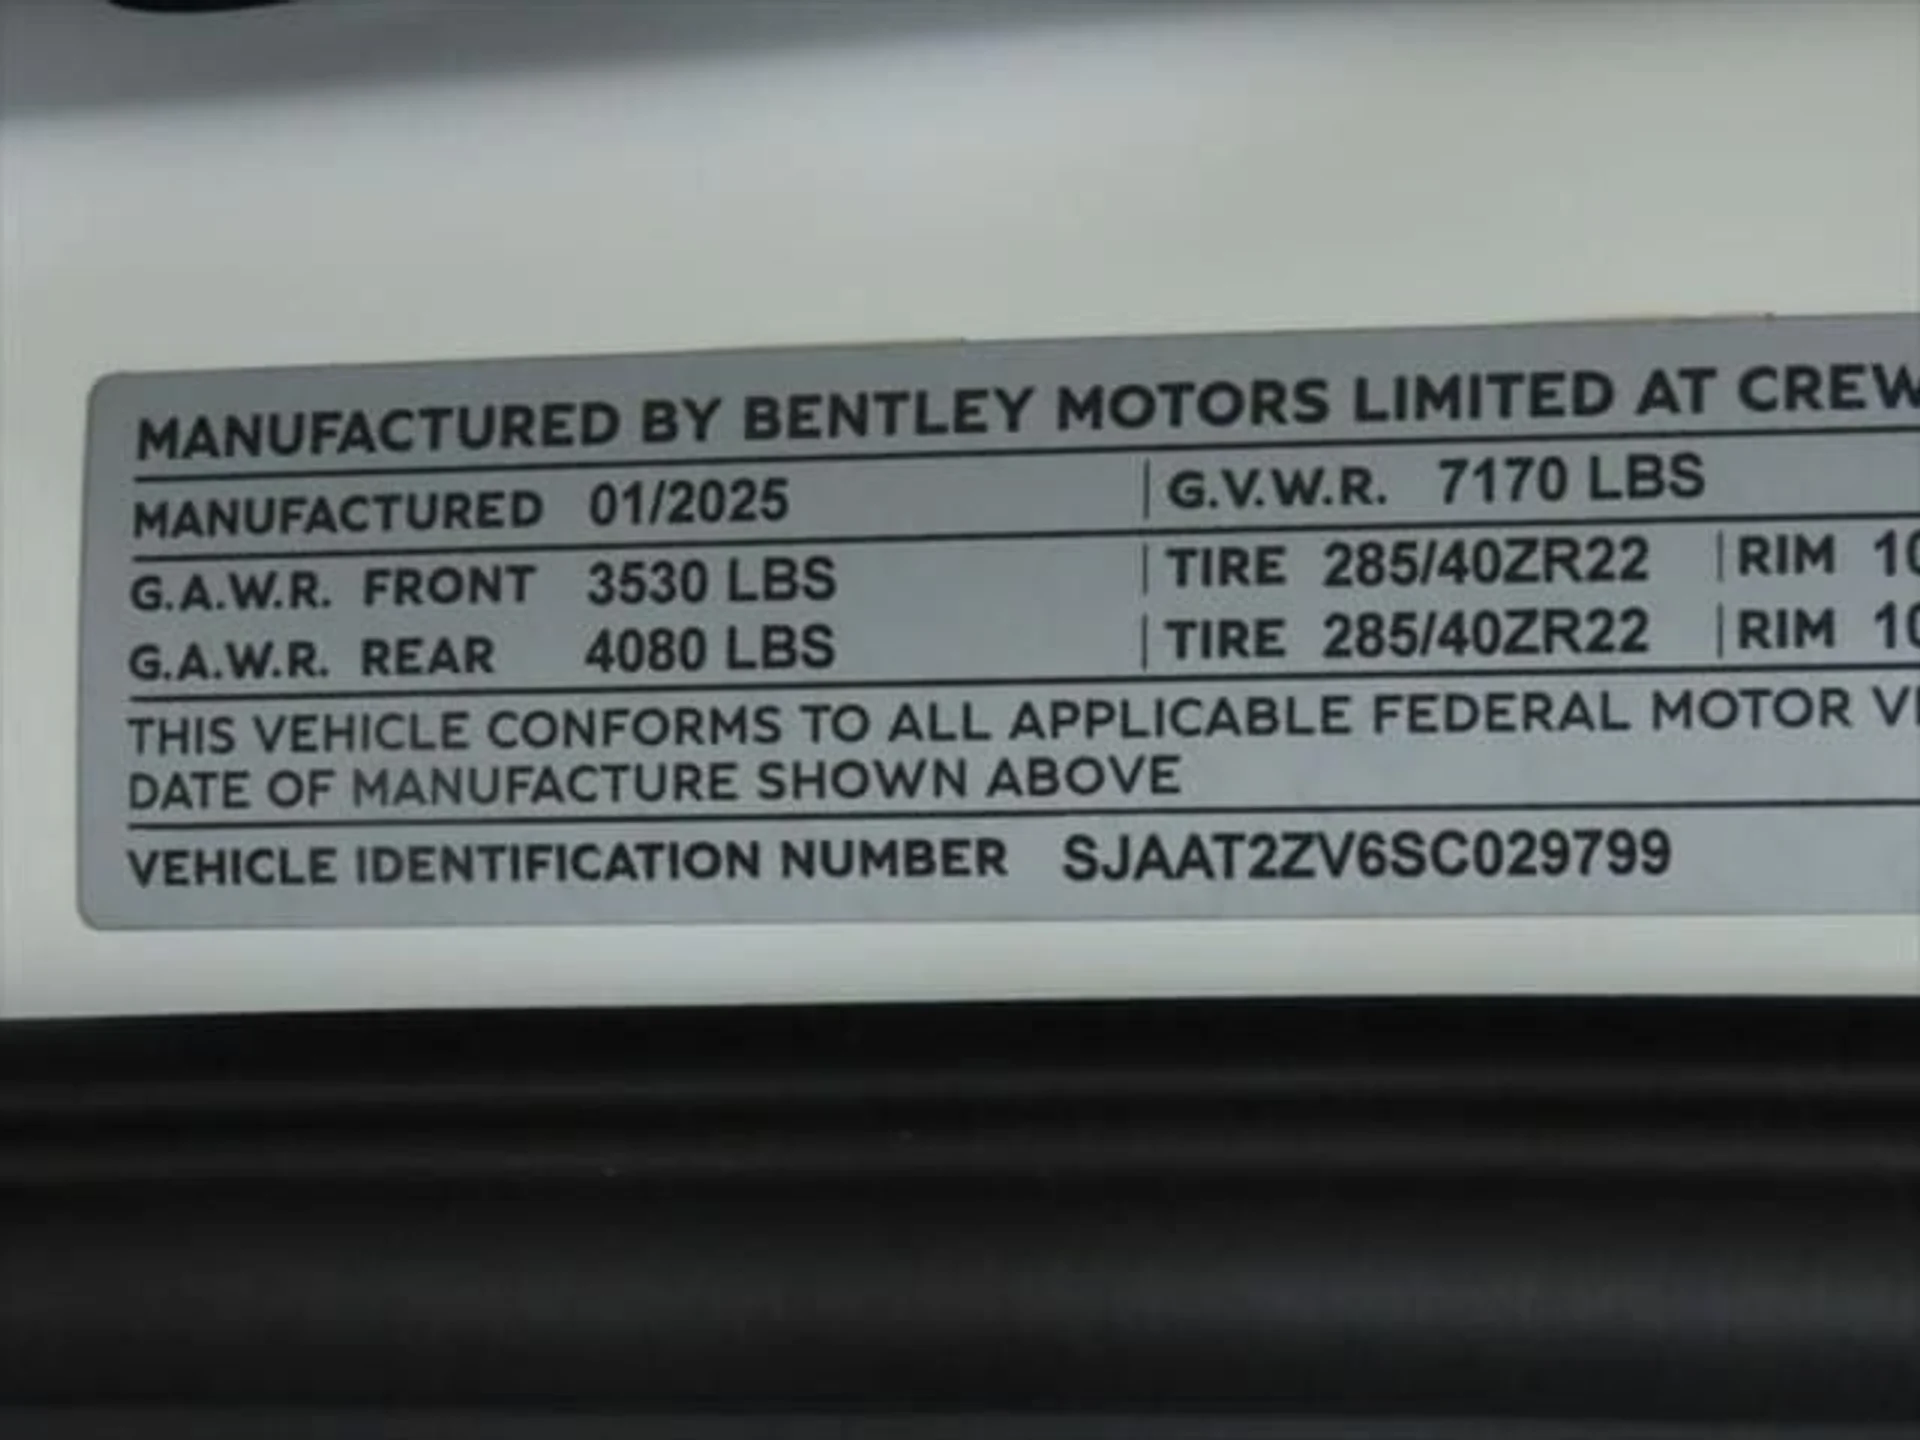 MANUFACTURED BY BENTLEY MOTORS LIMITED AT
MANUFACTURED 01/2025 | G.V.W.R. 7170 LBS
G.A.W.R. FRONT 3530 LBS | TIRE 285/40ZR22 | RIM
G.A.W.R. REAR 4080 LBS | TIRE 285/40ZR22 | RIM
THIS VEHICLE CONFORMS TO ALL APPLICABLE FEDERAL MOTOR
DATE OF MANUFACTURE SHOWN ABOVE
VEHICLE IDENTIFICATION NUMBER SJAAT2ZV6SC029799